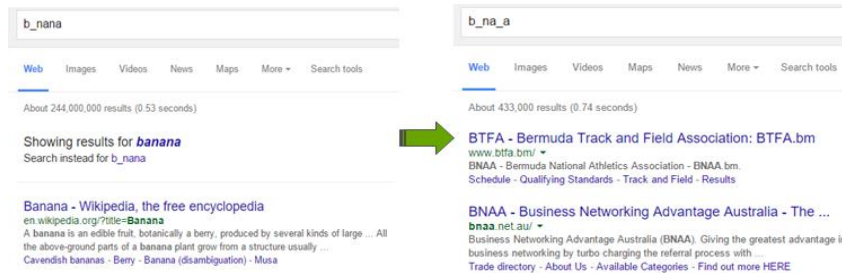 b_nana
Web Images Videos News Maps More Search tools
About 244,000,000 results (0.53 seconds)
Showing results for banana
Search instead for b_nana
Banana - Wikipedia, the free encyclopedia
en.wikipedia.org/?title=Banana
A banana is an edible fruit, botanically a berry, produced by several kinds of large ... All
the above-ground parts of a banana plant grow from a structure usually ...
Cavendish bananas - Berry - Banana (disambiguation) - Musa
b_na_a
Web Images Videos Maps News More Search tools
About 433,000 results (0.74 seconds)
BTFA - Bermuda Track and Field Association: BTFA.bm
www.btfa.bm/
BNAA - Bermuda National Athletics Association - BNAA.bm.
Schedule - Qualifying Standards - Track and Field - Results
BNAA - Business Networking Advantage Australia - The ...
bnaa.net.au/
Business Networking Advantage Australia (BNAA). Giving the greatest advantage i
business networking by turbo charging the referral process with ...
Trade directory - About Us - Available Categories - Find out more HERE